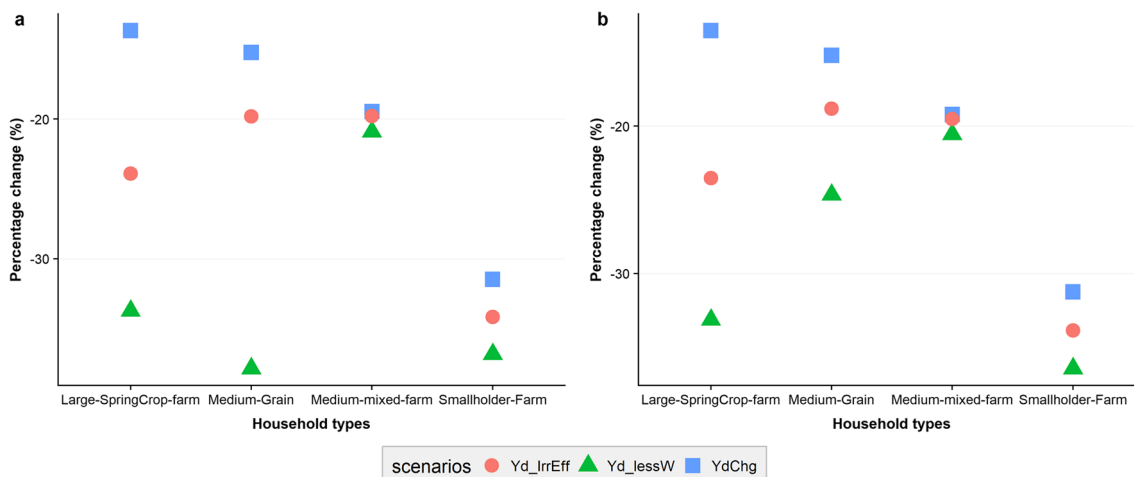 a
Percentage change (%)
-20
-30
Large-SpringCrop-farm Medium-Grain Medium-mixed-farm Smallholder-Farm
Household types
b
Percentage change (%)
-20
-30
Large-SpringCrop-farm Medium-Grain Medium-mixed-farm Smallholder-Farm
Household types
scenarios Yd_IrrEff Yd_lessW YdChg